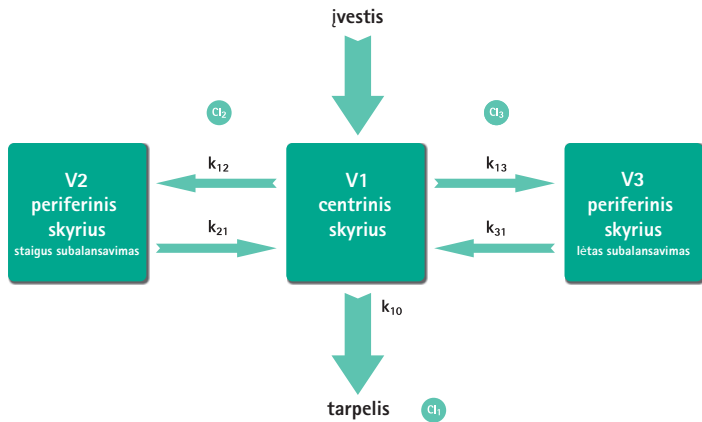 įvestis
Cl₂
Cl₃
k₁₂
k₁₃
V2
periferinis
skyrius
staigus subalansavimas
V1
centrinis
skyrius
V3
periferinis
skyrius
lėtas subalansavimas
k₂₁
k₃₁
k₁₀
tarpelis
Cl₁